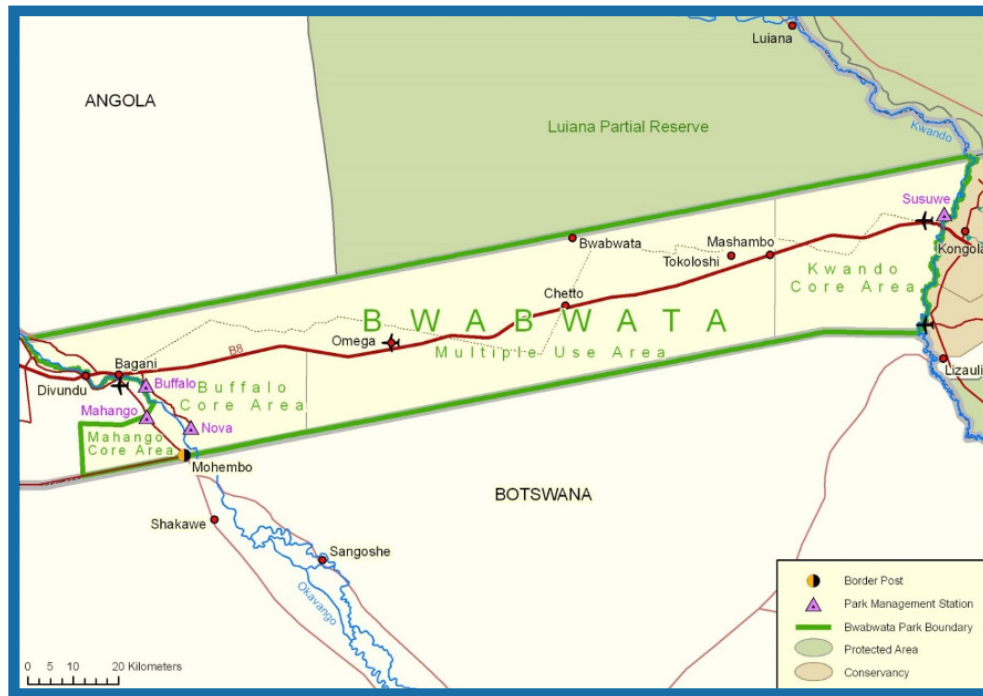 Luiana
ANGOLA
Luiana Partial Reserve
Kwando
Susuwe
Bwabwata
Mashambo
Tokoloshi
Kongola
Kwando
Core Area
Chetto
BWABWATA
Omega
Multiple Use Area
B8
Bagani
Divundu
Buffalo
Buffalo
Core Area
Lizauli
Mahango
Nova
Mahango
Core Area
Mohembo
BOTSWANA
Shakawe
Sangoshe
Okavango
Border Post
Park Management Station
Bwabwata Park Boundary
Protected Area
Conservancy
0 5 10 20 Kilometers